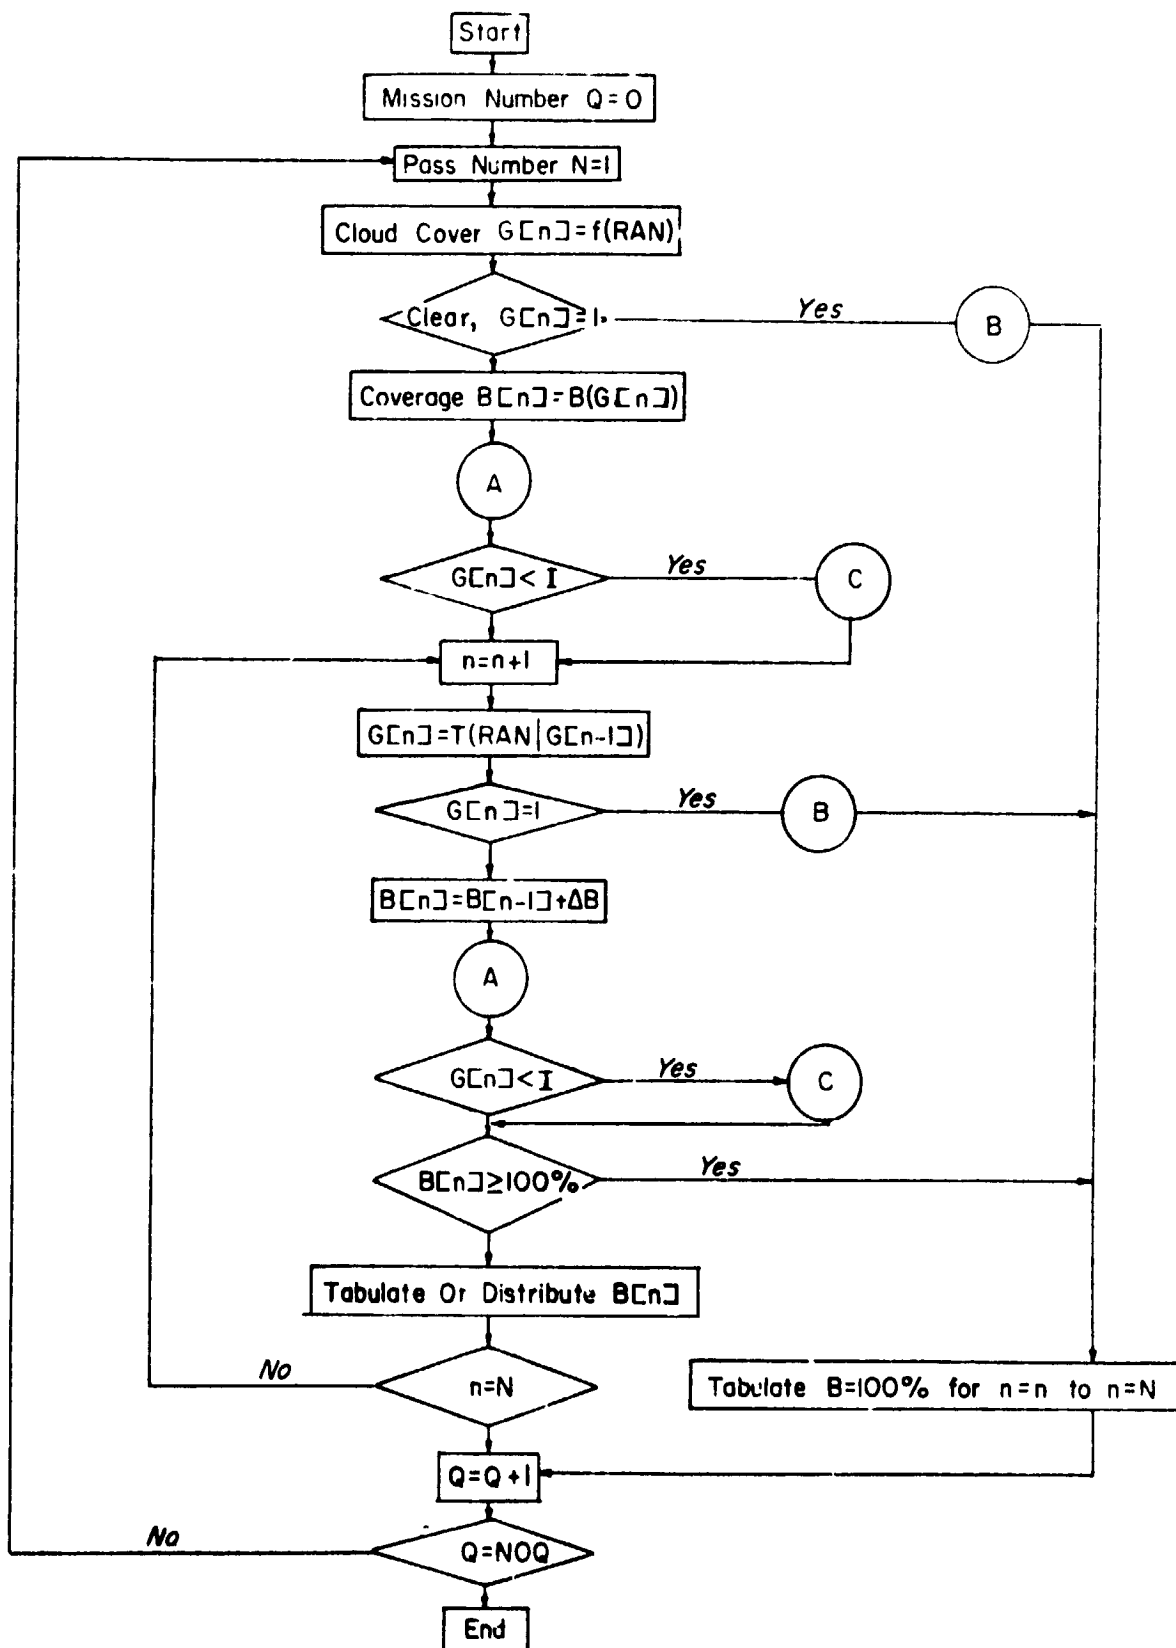 Start
Mission Number Q=0
Pass Number N=1
Cloud Cover G[n]=f(RAN)
Clear, G[n]=1
Yes
B
Coverage B[n]=B(G[n])
A
G[n]<I
Yes
C
n=n+1
G[n]=T(RAN|G[n-1])
G[n]=1
Yes
B
B[n]=B[n-1]+ΔB
A
G[n]<I
Yes
C
B[n]≥100%
Yes
Tabulate Or Distribute B[n]
n=N
No
Tabulate B=100% for n=n to n=N
Q=Q+1
Q=NOQ
No
End